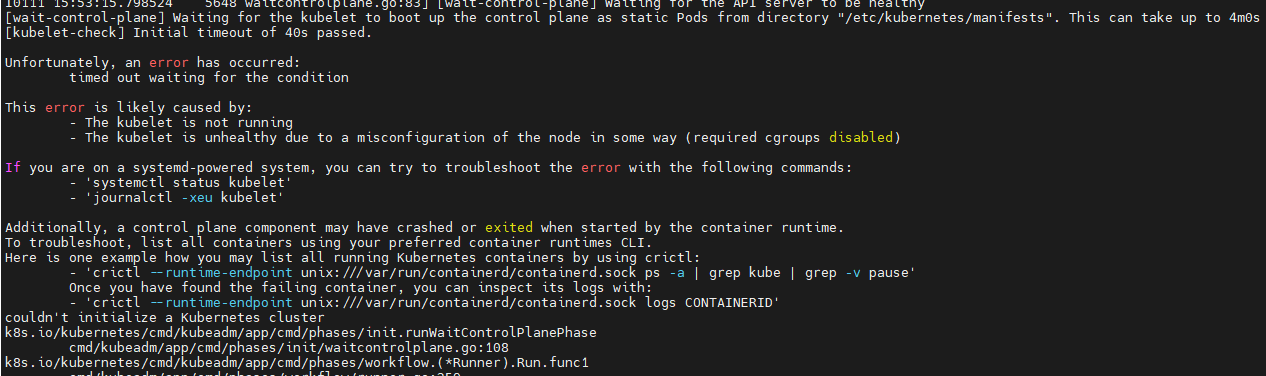 I0111 15:53:15.798524    5648 waitcontrolplane.go:83] [wait-control-plane] Waiting for the API server to be healthy
[wait-control-plane] Waiting for the kubelet to boot up the control plane as static Pods from directory "/etc/kubernetes/manifests". This can take up to 4m0s
[kubelet-check] Initial timeout of 40s passed.

Unfortunately, an error has occurred:
        timed out waiting for the condition

This error is likely caused by:
        - The kubelet is not running
        - The kubelet is unhealthy due to a misconfiguration of the node in some way (required cgroups disabled)

If you are on a systemd-powered system, you can try to troubleshoot the error with the following commands:
        - 'systemctl status kubelet'
        - 'journalctl -xeu kubelet'

Additionally, a control plane component may have crashed or exited when started by the container runtime.
To troubleshoot, list all containers using your preferred container runtimes CLI.
Here is one example how you may list all running Kubernetes containers by using crictl:
        - 'crictl --runtime-endpoint unix:///var/run/containerd/containerd.sock ps -a | grep kube | grep -v pause'
        Once you have found the failing container, you can inspect its logs with:
        - 'crictl --runtime-endpoint unix:///var/run/containerd/containerd.sock logs CONTAINERID'
couldn't initialize a Kubernetes cluster
k8s.io/kubernetes/cmd/kubeadm/app/cmd/phases/init.runWaitControlPlanePhase
        cmd/kubeadm/app/cmd/phases/init/waitcontrolplane.go:108
k8s.io/kubernetes/cmd/kubeadm/app/cmd/phases/workflow.(*Runner).Run.func1